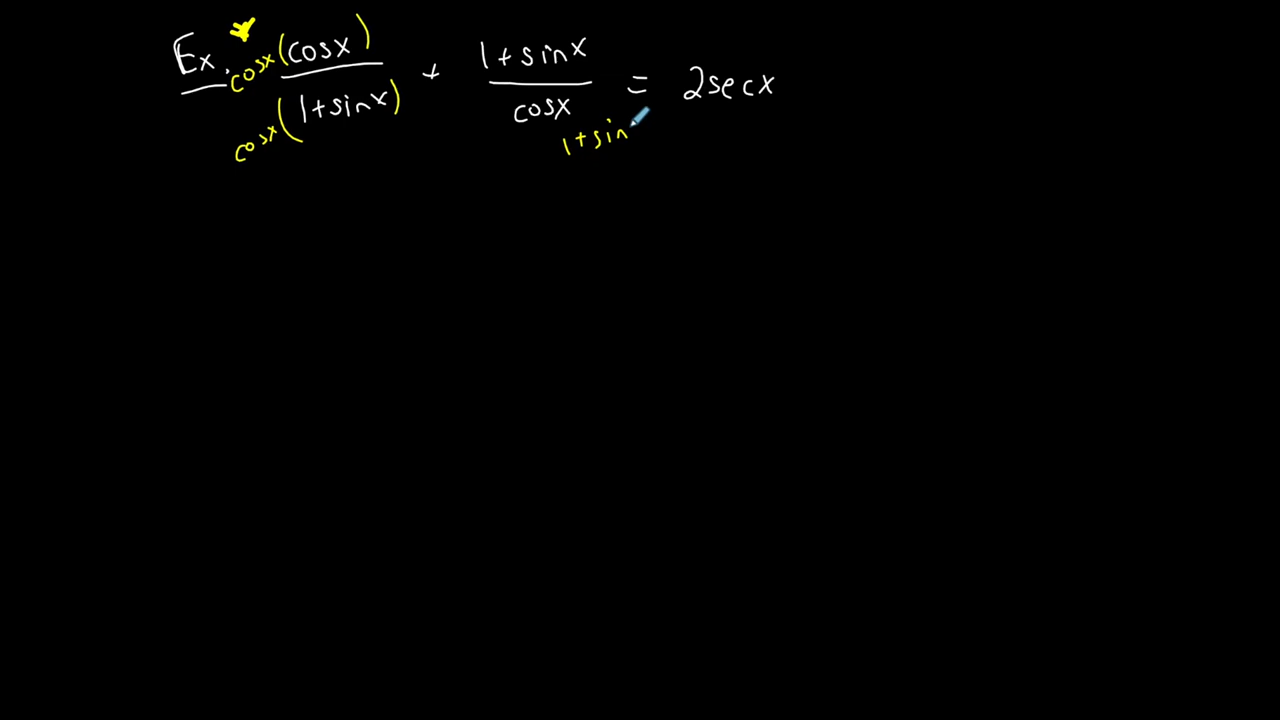 Ex. cosx(cosx) / cosx(1+sinx) + 1+sinx / cosx = 2secx
1+sin